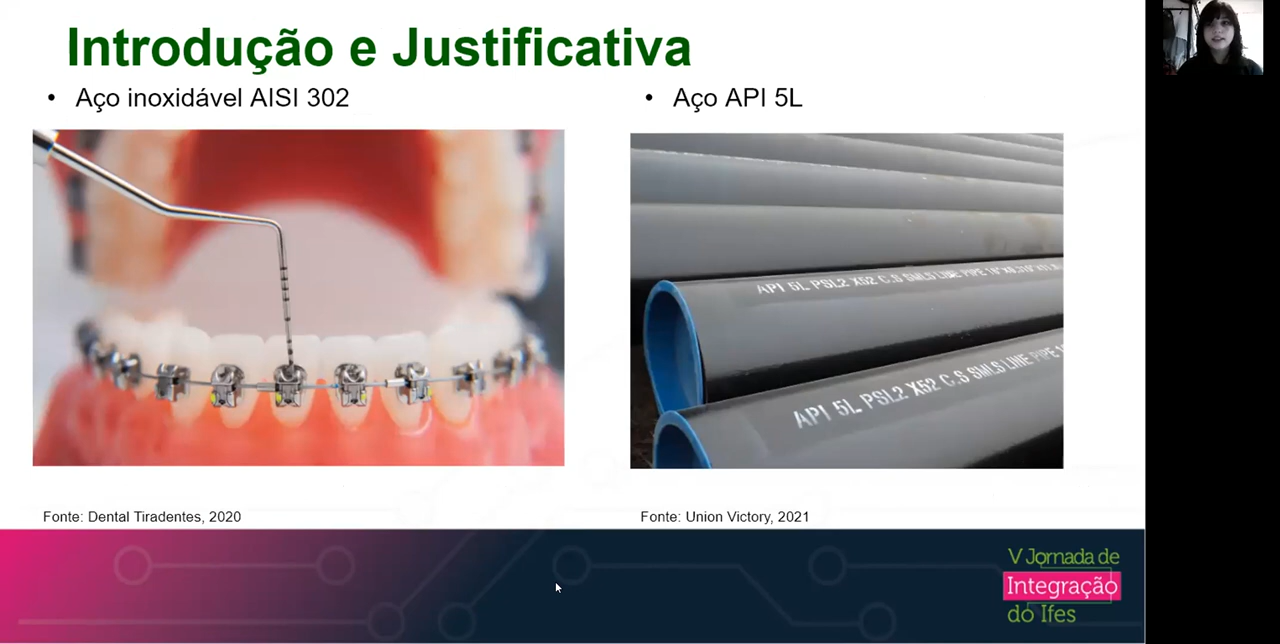 Introdução e Justificativa
• Aço inoxidável AISI 302
• Aço API 5L
API 5L PSL2 X52 C.S SMLS LINE PIPE
API 5L PSL2 X52 C.S SMLS LINE PIPE
Fonte: Dental Tiradentes, 2020
Fonte: Union Victory, 2021
V Jornada de
Integração
do Ifes